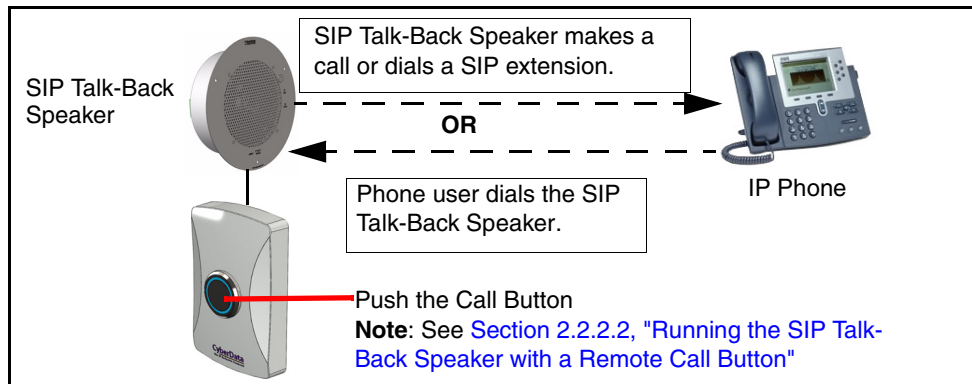 SIP Talk-Back Speaker makes a
call or dials a SIP extension.
SIP Talk-Back
Speaker
OR
IP Phone
Phone user dials the SIP
Talk-Back Speaker.
Push the Call Button
Note: See Section 2.2.2.2, "Running the SIP Talk-
Back Speaker with a Remote Call Button"
CyberData